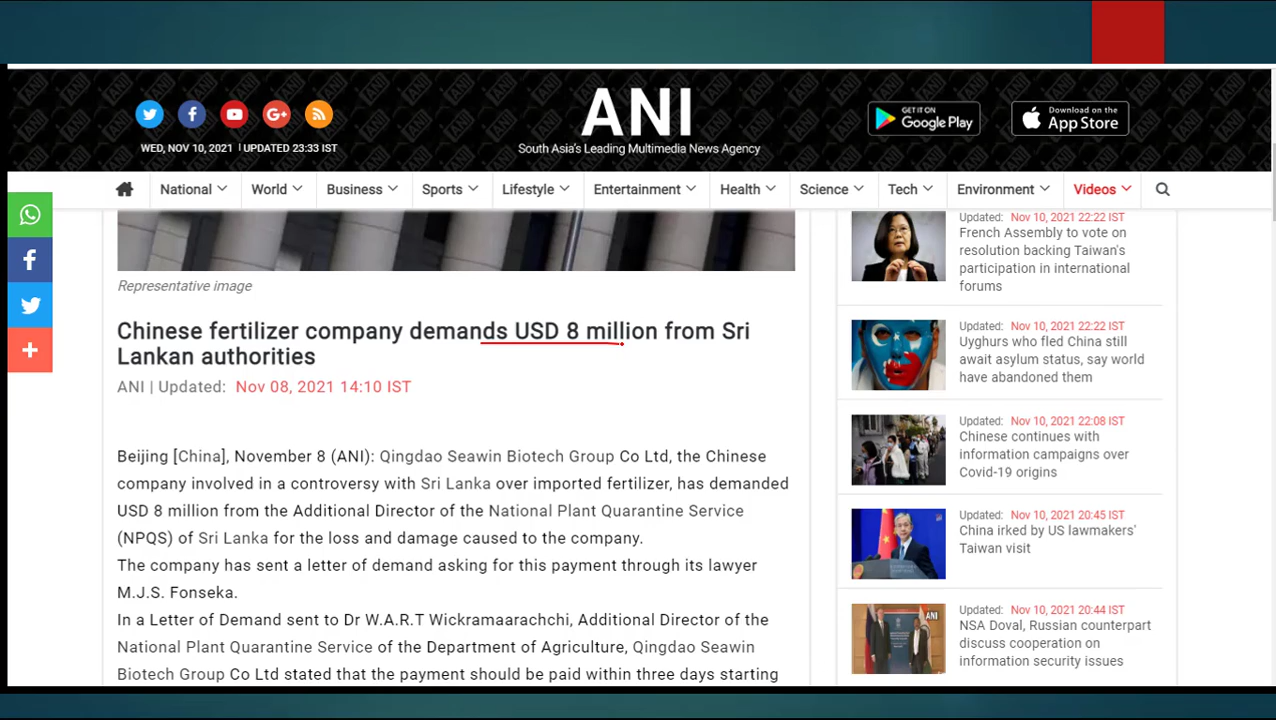 ANI
South Asia's Leading Multimedia News Agency
WED, NOV 10, 2021 | UPDATED 23:33 IST
GET IT ON
Google Play
Download on the
App Store
National
World
Business
Sports
Lifestyle
Entertainment
Health
Science
Tech
Environment
Videos
Representative image
Chinese fertilizer company demands USD 8 million from Sri
Lankan authorities
ANI | Updated: Nov 08, 2021 14:10 IST
Beijing [China], November 8 (ANI): Qingdao Seawin Biotech Group Co Ltd, the Chinese
company involved in a controversy with Sri Lanka over imported fertilizer, has demanded
USD 8 million from the Additional Director of the National Plant Quarantine Service
(NPQS) of Sri Lanka for the loss and damage caused to the company.
The company has sent a letter of demand asking for this payment through its lawyer
M.J.S. Fonseka.
In a Letter of Demand sent to Dr W.A.R.T Wickramaarachchi, Additional Director of the
National Plant Quarantine Service of the Department of Agriculture, Qingdao Seawin
Biotech Group Co Ltd stated that the payment should be paid within three days starting
Updated: Nov 10, 2021 22:22 IST
French Assembly to vote on
resolution backing Taiwan's
participation in international
forums
Updated: Nov 10, 2021 22:22 IST
Uyghurs who fled China still
await asylum status, say world
have abandoned them
Updated: Nov 10, 2021 22:08 IST
Chinese continues with
information campaigns over
Covid-19 origins
Updated: Nov 10, 2021 20:45 IST
China irked by US lawmakers'
Taiwan visit
Updated: Nov 10, 2021 20:44 IST
NSA Doval, Russian counterpart
discuss cooperation on
information security issues
ANI